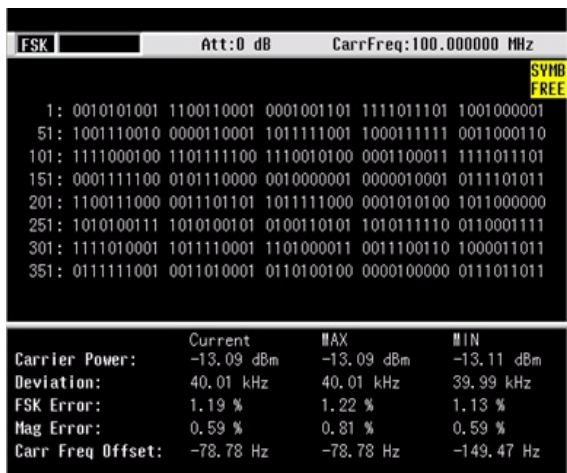 FSK Att:0 dB CarrFreq:100.000000 MHz
SYMB
FREE
1: 0010101001 1100110001 0001001101 1111011101 1001000001
51: 1001110010 0000110001 1011111001 1000111111 0011000110
101: 1111000100 1101111100 1110010100 0001100011 1111011101
151: 0001111100 0101110000 0010000001 0000010001 0111101011
201: 1100111000 0011101101 1011111000 0001010100 1011000000
251: 1010100111 1010100101 0100110101 1010111110 0110001111
301: 1111010001 1011110001 1101000011 0011100110 1000011011
351: 0111111001 0011010001 0110100100 0000100000 0111011011
Current MAX MIN
Carrier Power: -13.09 dBm -13.09 dBm -13.11 dBm
Deviation: 40.01 kHz 40.01 kHz 39.99 kHz
FSK Error: 1.19 % 1.22 % 1.13 %
Mag Error: 0.59 % 0.81 % 0.59 %
Carr Freq Offset: -78.78 Hz -78.78 Hz -149.47 Hz